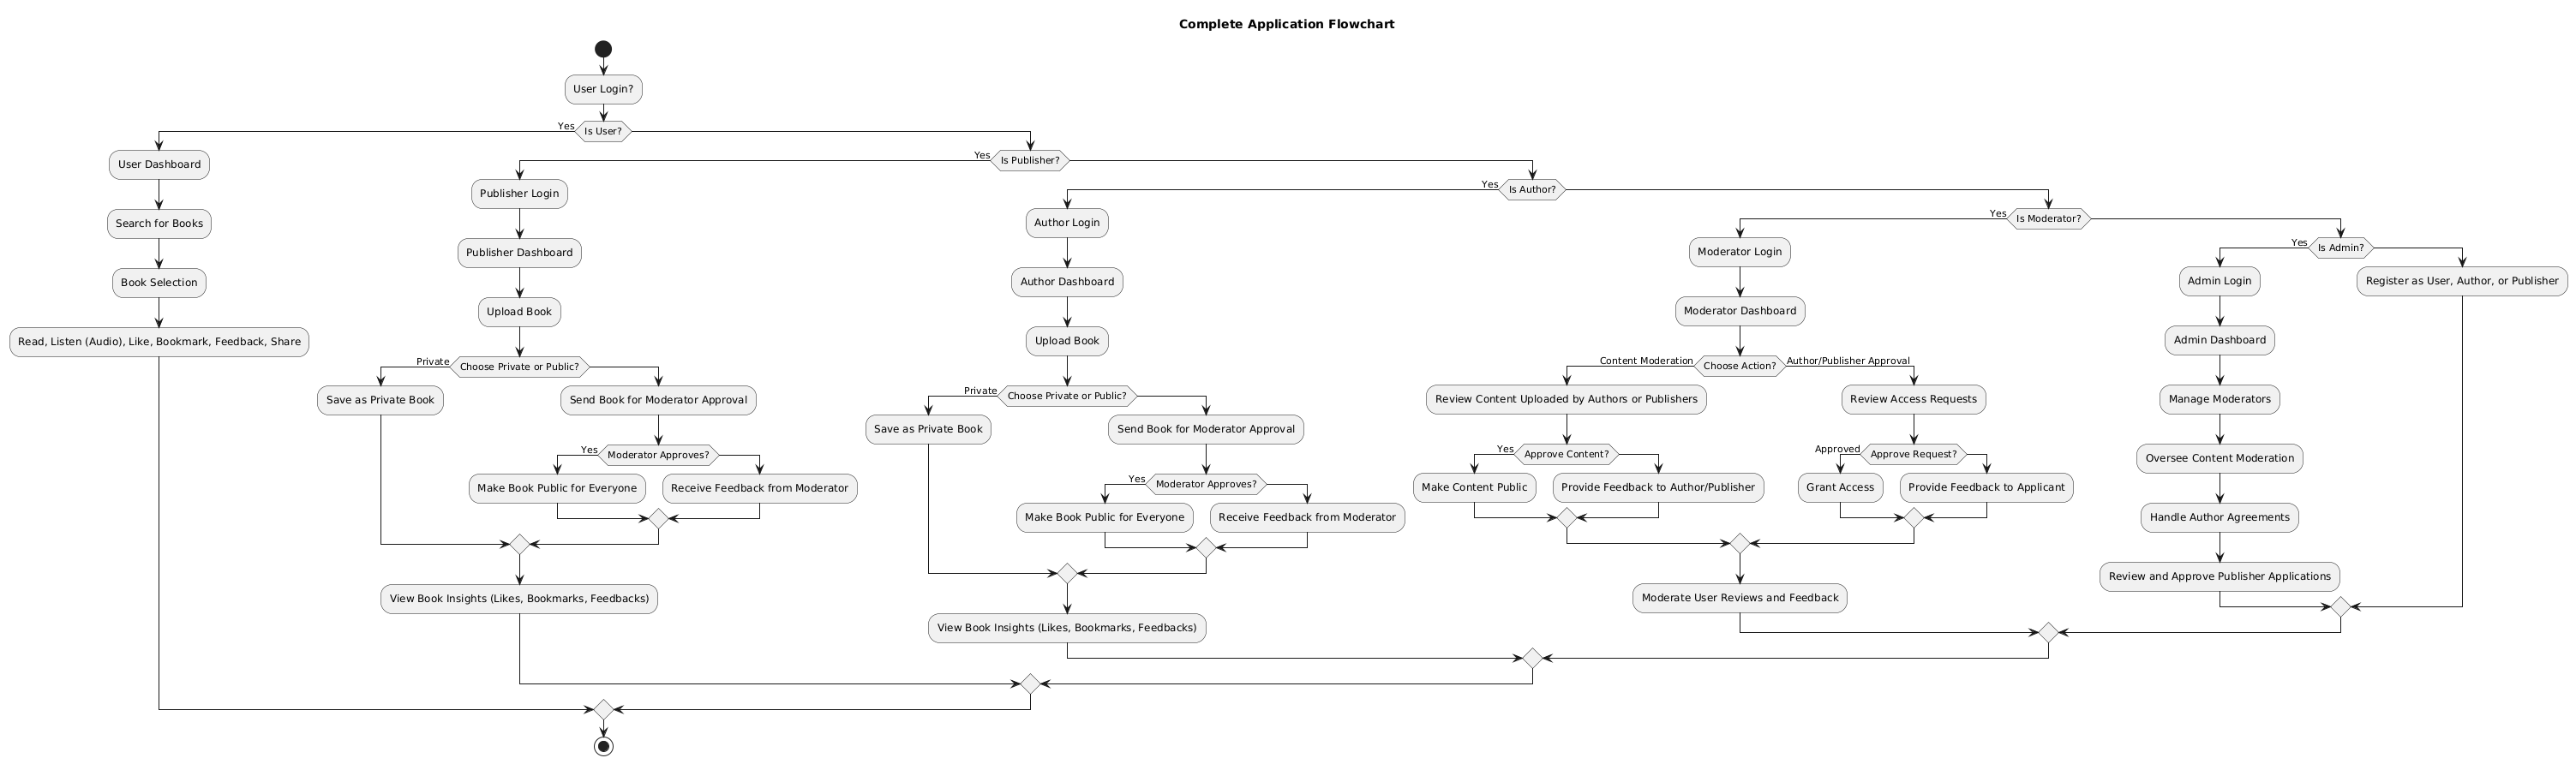 Complete Application Flowchart
User Login?
Yes
Is User?
User Dashboard
Search for Books
Book Selection
Read, Listen (Audio), Like, Bookmark, Feedback, Share
Yes
Is Publisher?
Publisher Login
Publisher Dashboard
Upload Book
Private
Choose Private or Public?
Save as Private Book
Send Book for Moderator Approval
Yes
Moderator Approves?
Make Book Public for Everyone
Receive Feedback from Moderator
View Book Insights (Likes, Bookmarks, Feedbacks)
Yes
Is Author?
Author Login
Author Dashboard
Upload Book
Private
Choose Private or Public?
Save as Private Book
Send Book for Moderator Approval
Yes
Moderator Approves?
Make Book Public for Everyone
Receive Feedback from Moderator
View Book Insights (Likes, Bookmarks, Feedbacks)
Yes
Is Moderator?
Moderator Login
Moderator Dashboard
Content Moderation
Choose Action?
Author/Publisher Approval
Review Content Uploaded by Authors or Publishers
Yes
Approve Content?
Make Content Public
Provide Feedback to Author/Publisher
Review Access Requests
Approved
Approve Request?
Grant Access
Provide Feedback to Applicant
Moderate User Reviews and Feedback
Yes
Is Admin?
Admin Login
Admin Dashboard
Manage Moderators
Oversee Content Moderation
Handle Author Agreements
Review and Approve Publisher Applications
Register as User, Author, or Publisher